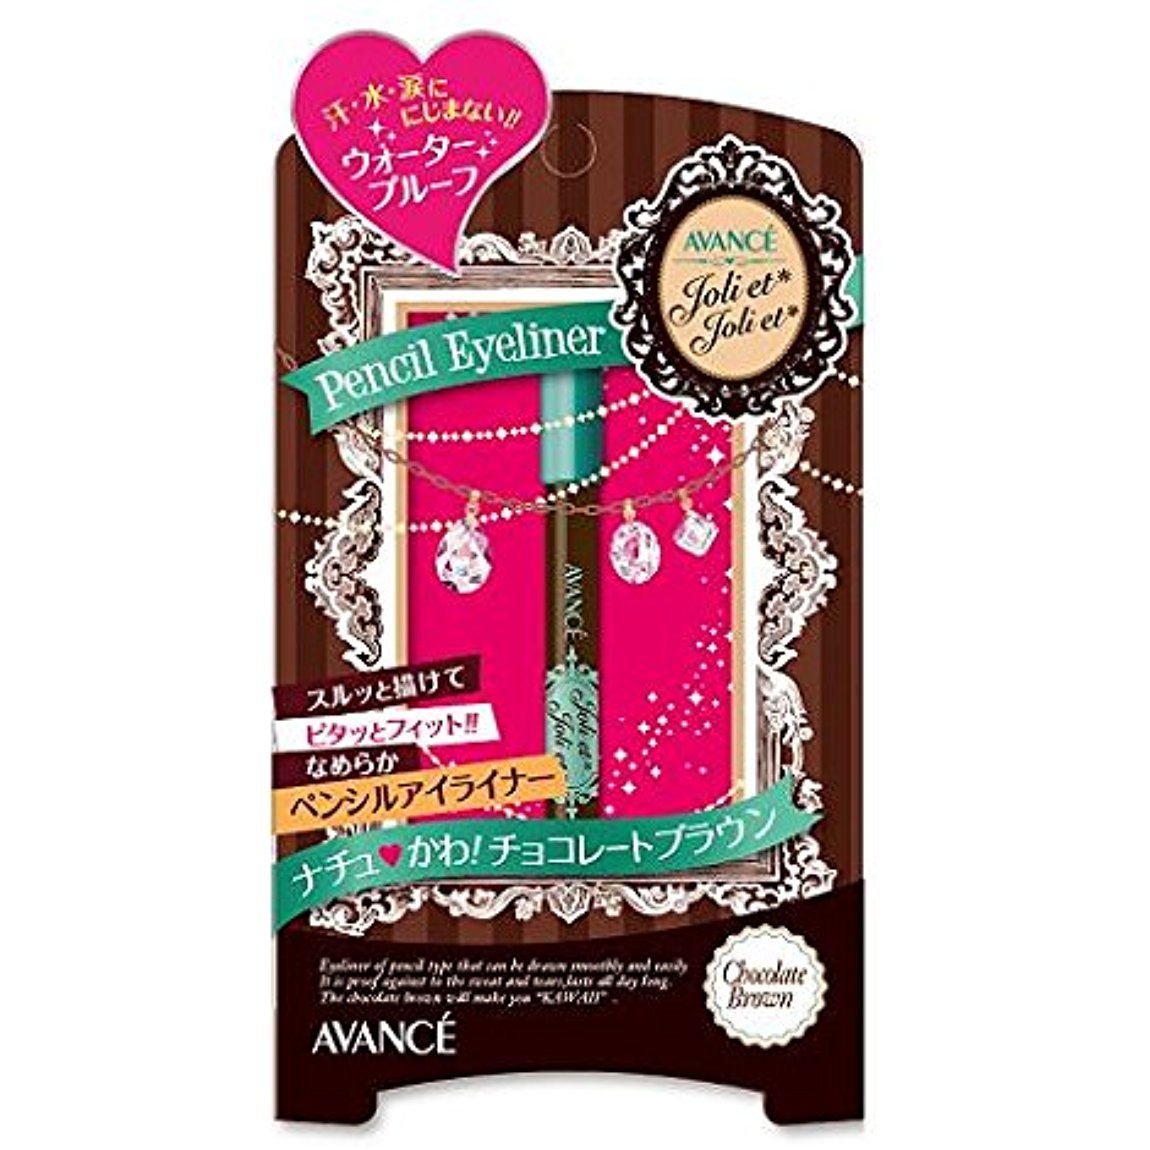 汗・水・涙に
にじまない!!
ウォーター
プルーフ
AVANCÉ
Joli et*
Joli et*
Pencil Eyeliner
AVANCÉ
Joli et*
Joli et
スルッと描けて
ピタッとフィット!!
なめらか
ペンシルアイライナー
ナチュ♥かわ!チョコレートブラウン
Eyeliner of pencil type that can be drawn smoothly and easily
It is proof against to the sweat and tears,lasts all day long.
The chocolate brown will make you "KAWAII".
Chocolate
Brown
AVANCÉ